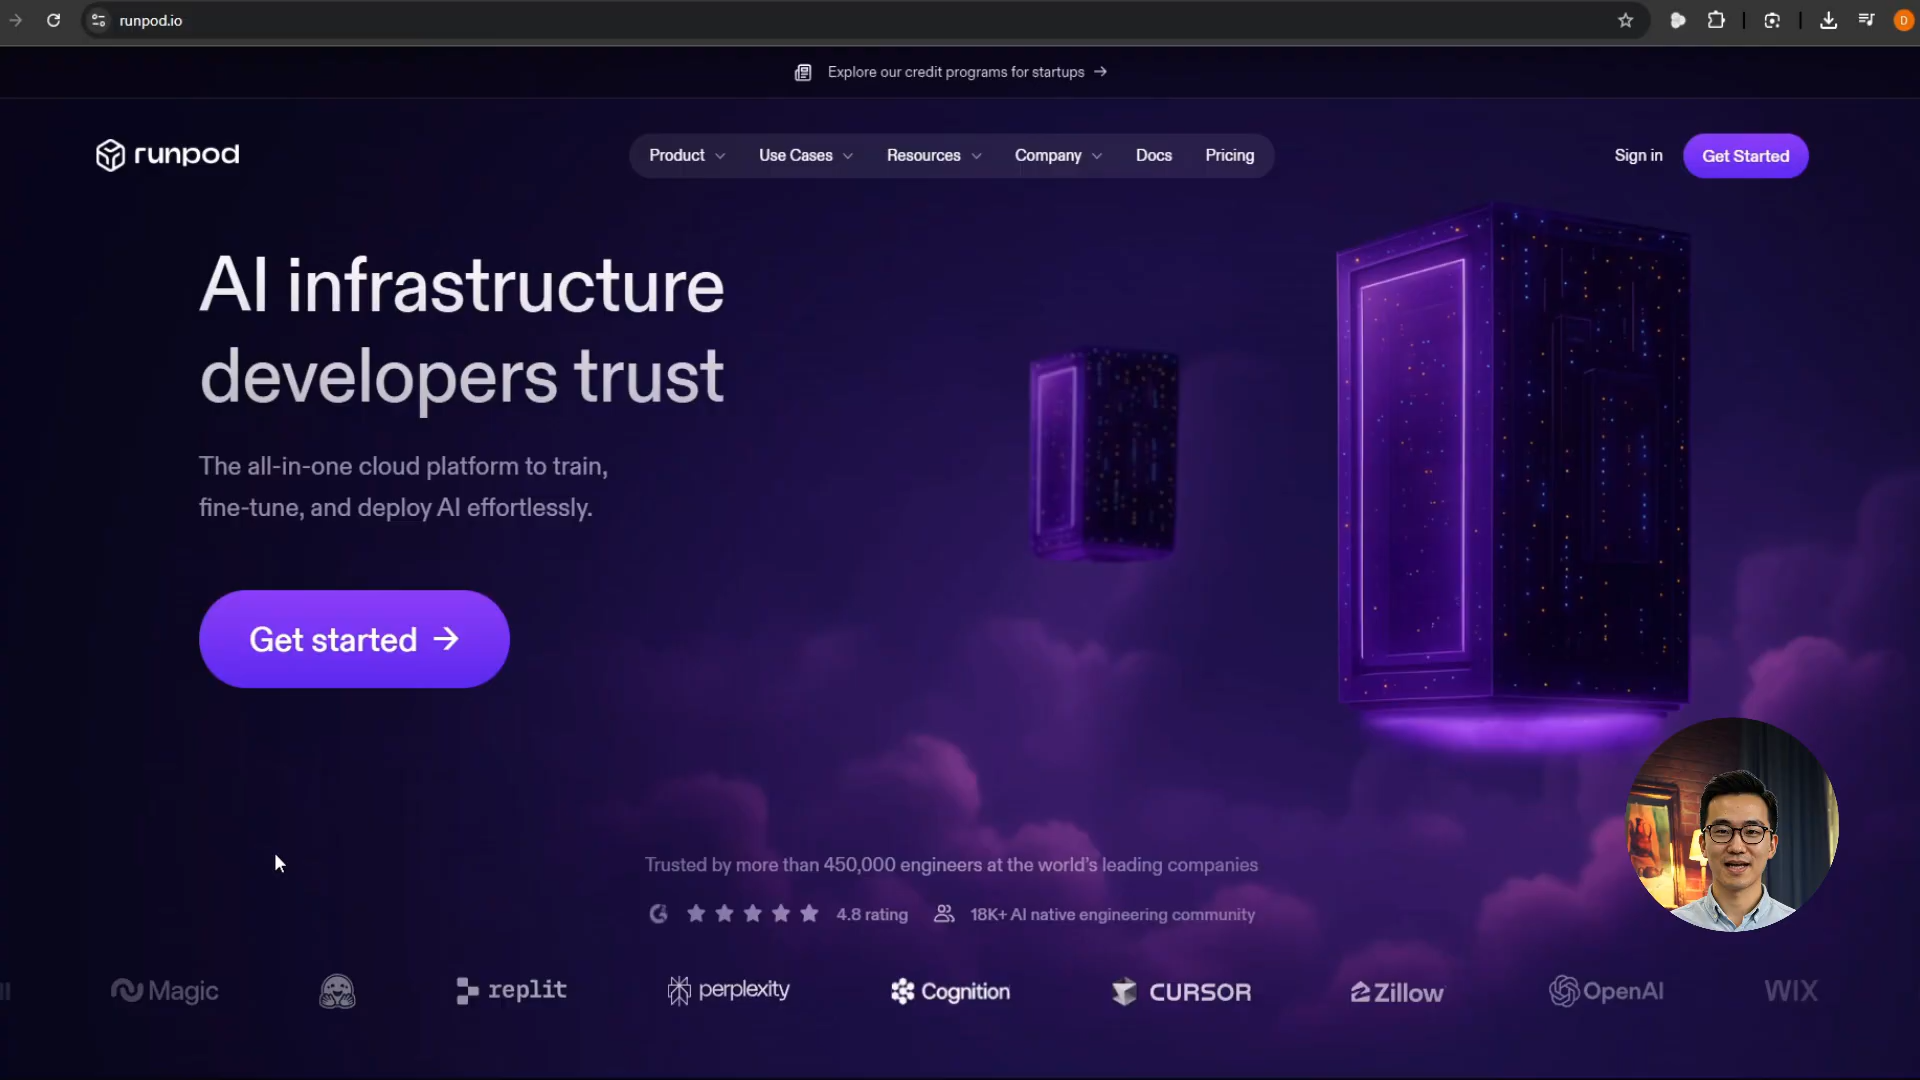 runpod.io
D
Explore our credit programs for startups →
runpod
Product
Use Cases
Resources
Company
Docs
Pricing
Sign in
Get Started
AI infrastructure
developers trust
The all-in-one cloud platform to train,
fine-tune, and deploy AI effortlessly.
Get started →
Trusted by more than 450,000 engineers at the world's leading companies
4.8 rating
18K+ AI native engineering community
Magic
replit
perplexity
Cognition
CURSOR
Zillow
OpenAI
WIX